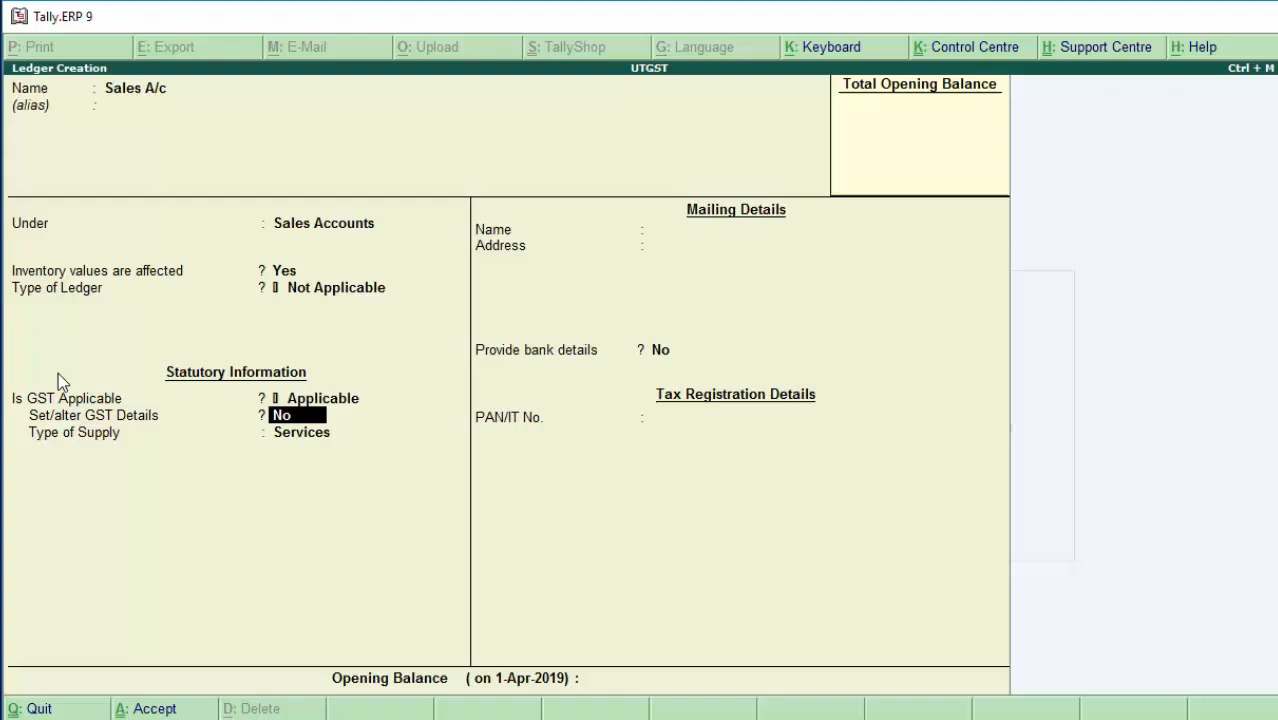 Tally.ERP 9
P: Print E: Export M: E-Mail O: Upload S: TallyShop G: Language K: Keyboard K: Control Centre H: Support Centre H: Help
Ledger Creation UTGST Ctrl + M
Name : Sales A/c
(alias) :
Total Opening Balance
Under : Sales Accounts
Inventory values are affected ? Yes
Type of Ledger ? Not Applicable
Statutory Information
Is GST Applicable ? Applicable
Set/alter GST Details ? No
Type of Supply : Services
Mailing Details
Name :
Address :
Provide bank details ? No
Tax Registration Details
PAN/IT No. :
Opening Balance ( on 1-Apr-2019) :
Q: Quit A: Accept D: Delete